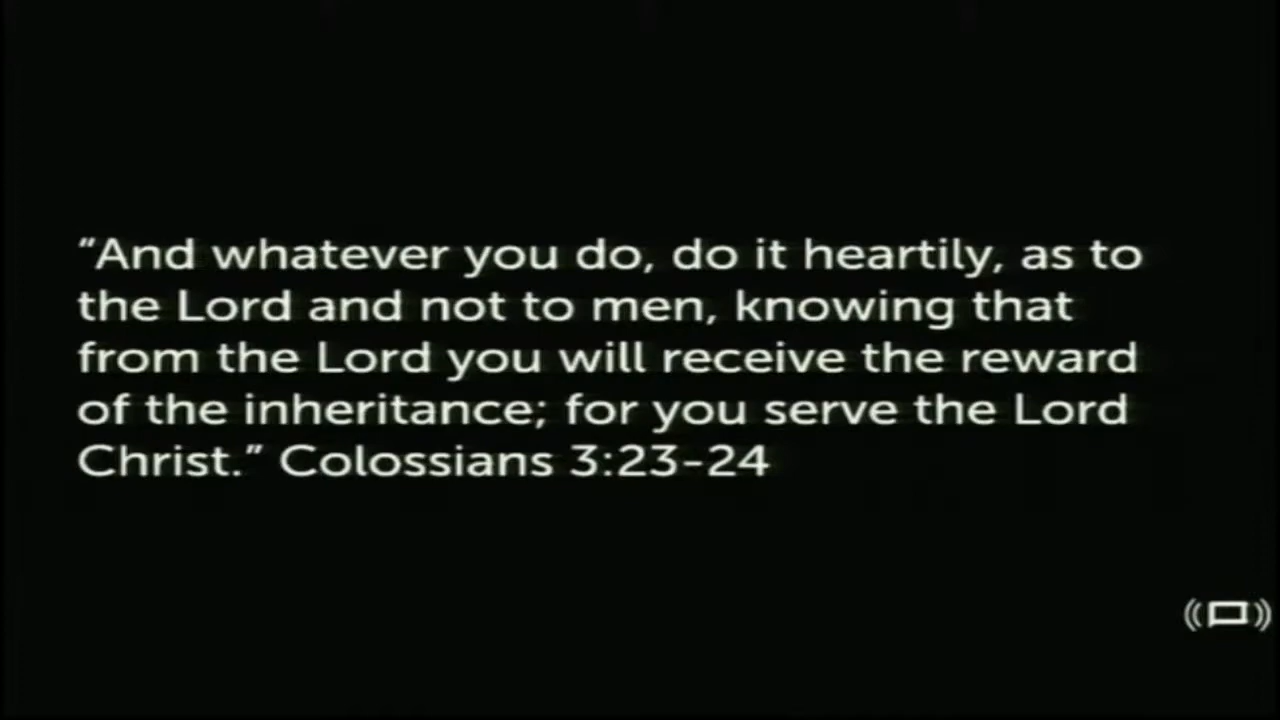 “And whatever you do, do it heartily, as to
the Lord and not to men, knowing that
from the Lord you will receive the reward
of the inheritance; for you serve the Lord
Christ.” Colossians 3:23-24